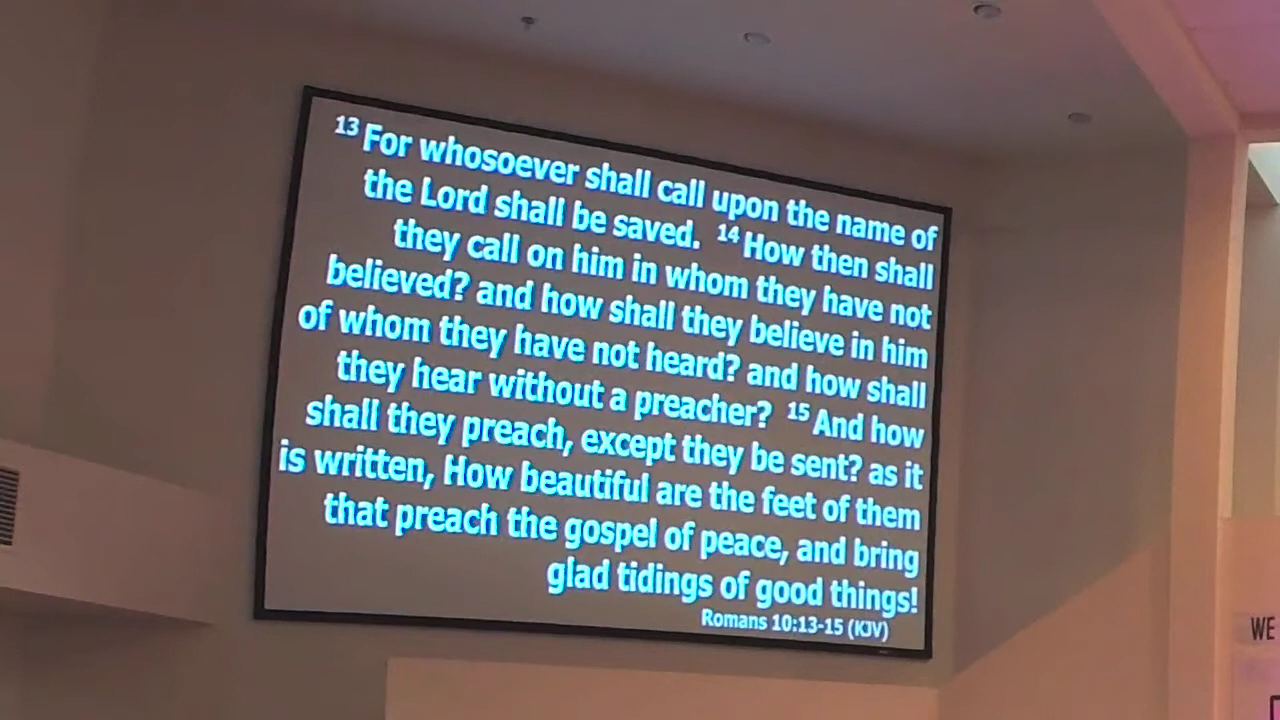 13 For whosoever shall call upon the name of
the Lord shall be saved. 14 How then shall
they call on him in whom they have not
believed? and how shall they believe in him
of whom they have not heard? and how shall
they hear without a preacher? 15 And how
shall they preach, except they be sent? as it
is written, How beautiful are the feet of them
that preach the gospel of peace, and bring
glad tidings of good things!
Romans 10:13-15 (KJV)
WE